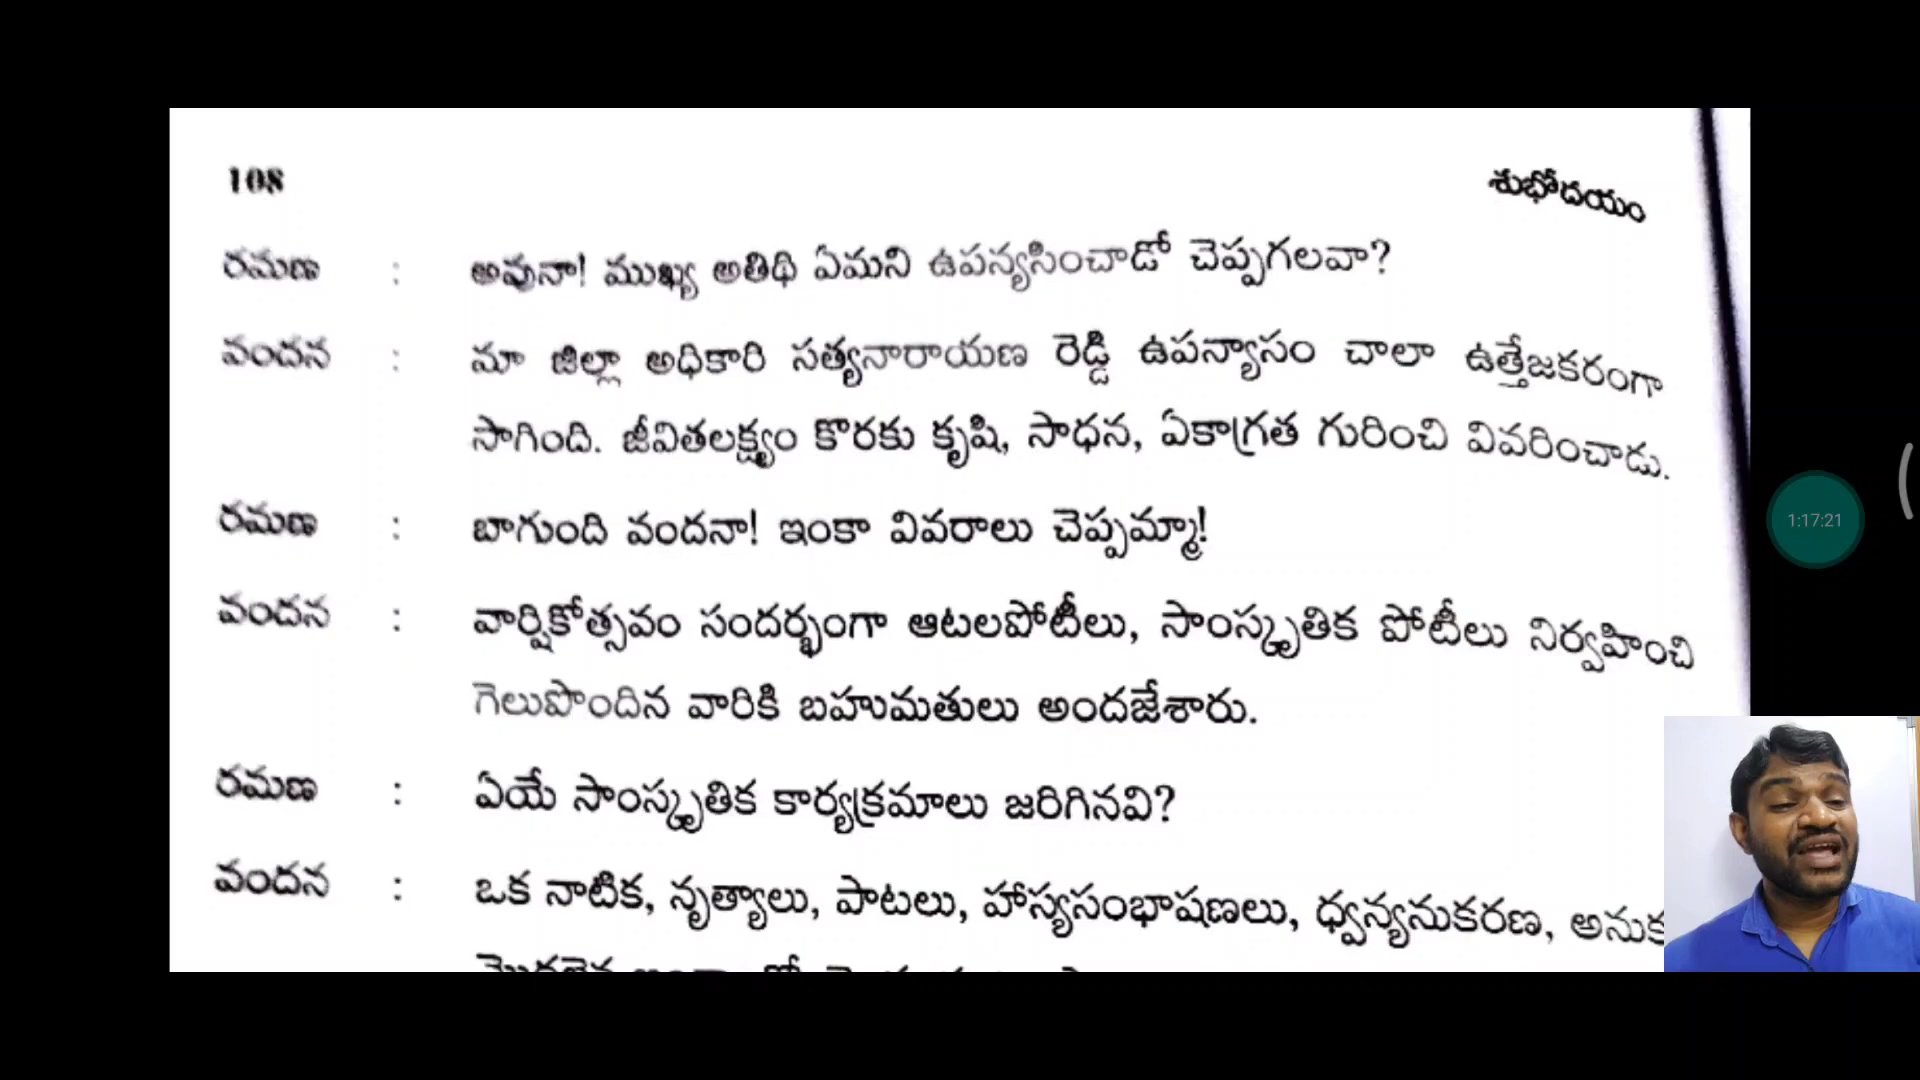 108
శుభోదయం
రమణ : అవునా! ముఖ్య అతిథి ఏమని ఉపన్యసించాడో చెప్పగలవా?
వందన : మా జిల్లా అధికారి సత్యనారాయణ రెడ్డి ఉపన్యాసం చాలా ఉత్తేజకరంగా
సాగింది. జీవితలక్ష్యం కొరకు కృషి, సాధన, ఏకాగ్రత గురించి వివరించాడు.
రమణ : బాగుంది వందనా! ఇంకా వివరాలు చెప్పమ్మా!
వందన : వార్షికోత్సవం సందర్భంగా ఆటలపోటీలు, సాంస్కృతిక పోటీలు నిర్వహించి
గెలుపొందిన వారికి బహుమతులు అందజేశారు.
రమణ : ఏయే సాంస్కృతిక కార్యక్రమాలు జరిగినవి?
వందన : ఒక నాటిక, నృత్యాలు, పాటలు, హాస్యసంభాషణలు, ధ్వన్యనుకరణ,
1:17:21